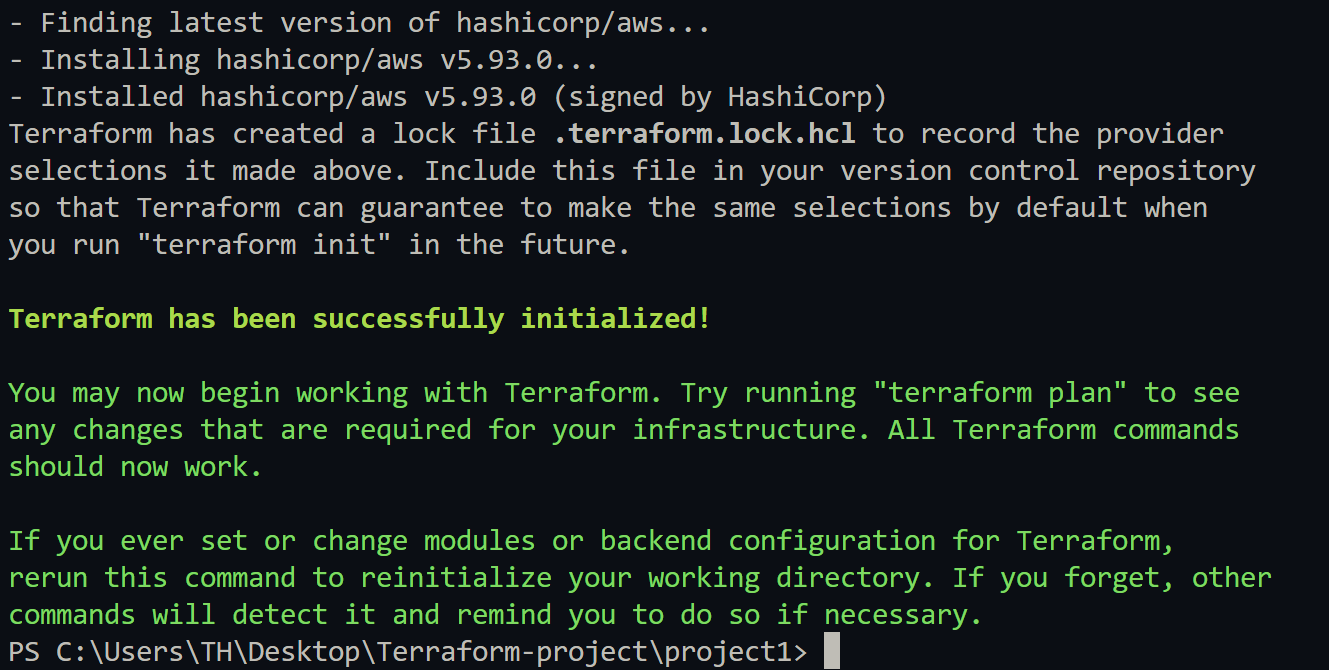 - Finding latest version of hashicorp/aws...
- Installing hashicorp/aws v5.93.0...
- Installed hashicorp/aws v5.93.0 (signed by HashiCorp)
Terraform has created a lock file .terraform.lock.hcl to record the provider
selections it made above. Include this file in your version control repository
so that Terraform can guarantee to make the same selections by default when
you run "terraform init" in the future.
Terraform has been successfully initialized!
You may now begin working with Terraform. Try running "terraform plan" to see
any changes that are required for your infrastructure. All Terraform commands
should now work.
If you ever set or change modules or backend configuration for Terraform,
rerun this command to reinitialize your working directory. If you forget, other
commands will detect it and remind you to do so if necessary.
PS C:\Users\TH\Desktop\Terraform-project\project1>